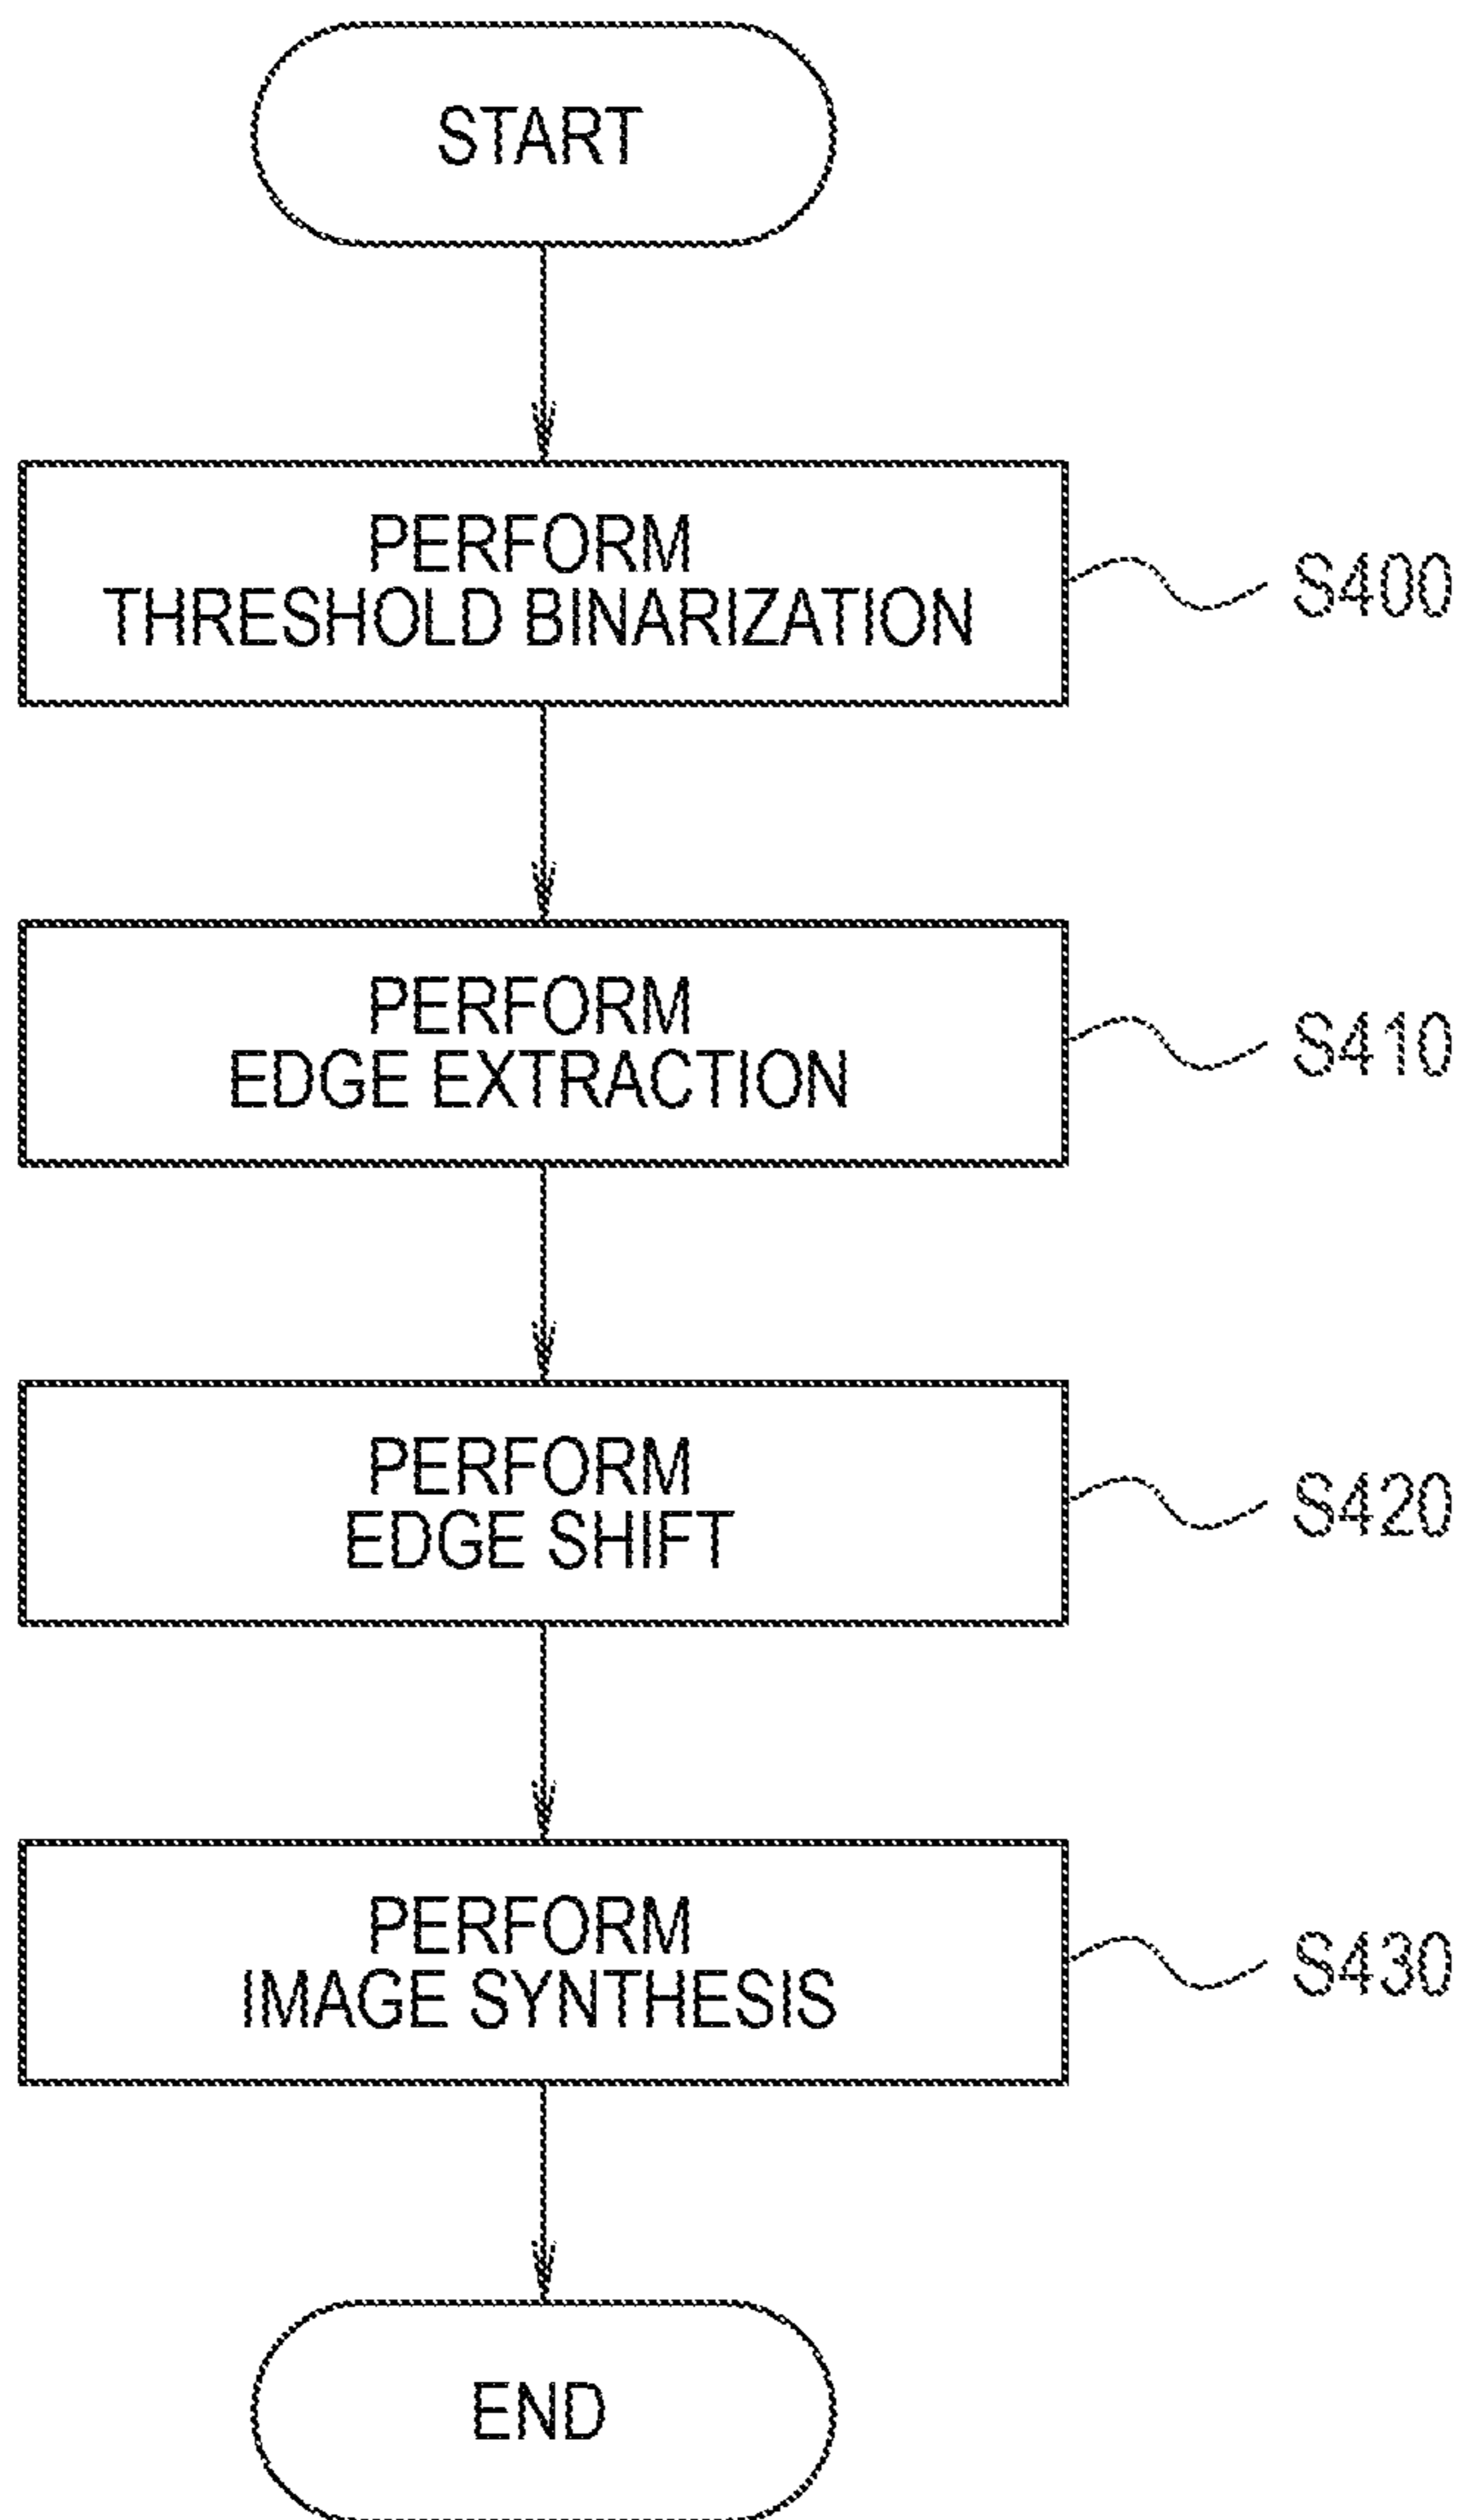 START
PERFORM
THRESHOLD BINARIZATION
S400
PERFORM
EDGE EXTRACTION
S410
PERFORM
EDGE SHIFT
S420
PERFORM
IMAGE SYNTHESIS
S430
END